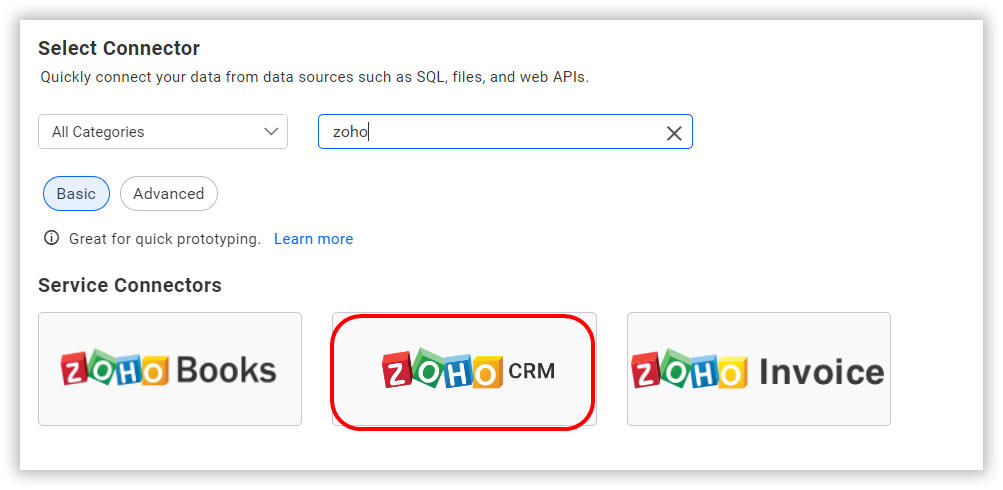 Select Connector
Quickly connect your data from data sources such as SQL, files, and web APIs.
All Categories
zoho
Basic
Advanced
Great for quick prototyping. Learn more
Service Connectors
ZOHO Books
ZOHO CRM
ZOHO Invoice